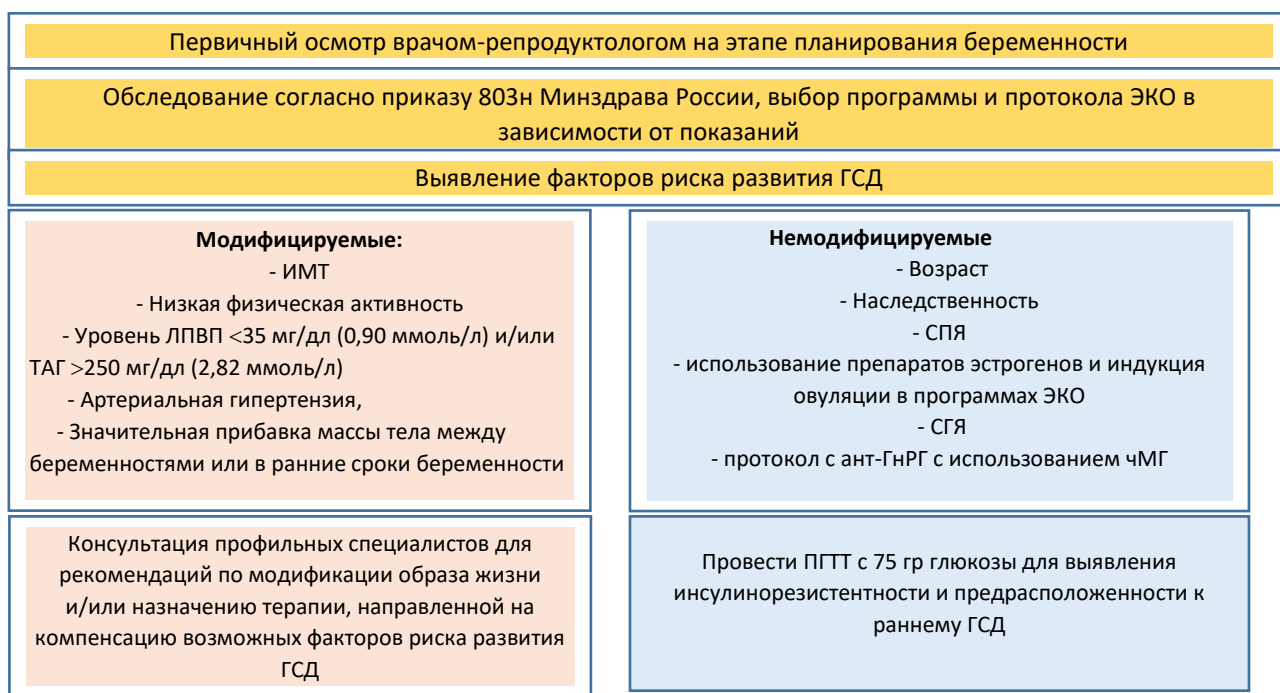 Первичный осмотр врачом-репродуктологом на этапе планирования беременности
Обследование согласно приказу 803н Минздрава России, выбор программы и протокола ЭКО в
зависимости от показаний
Выявление факторов риска развития ГСД
Модифицируемые:
- ИМТ
- Низкая физическая активность
- Уровень ЛПВП <35 мг/дл (0,90 ммоль/л) и/или
ТАГ >250 мг/дл (2,82 ммоль/л)
- Артериальная гипертензия,
- Значительная прибавка массы тела между
беременностями или в ранние сроки беременности
Немодифицируемые
- Возраст
- Наследственность
- СПЯ
- использование препаратов эстрогенов и индукция
овуляции в программах ЭКО
- СГЯ
- протокол с ант-ГнРГ с использованием чМГ
Консультация профильных специалистов для
рекомендаций по модификации образа жизни
и/или назначению терапии, направленной на
компенсацию возможных факторов риска развития
ГСД
Провести ПГТТ с 75 гр глюкозы для выявления
инсулинорезистентности и предрасположенности к
раннему ГСД